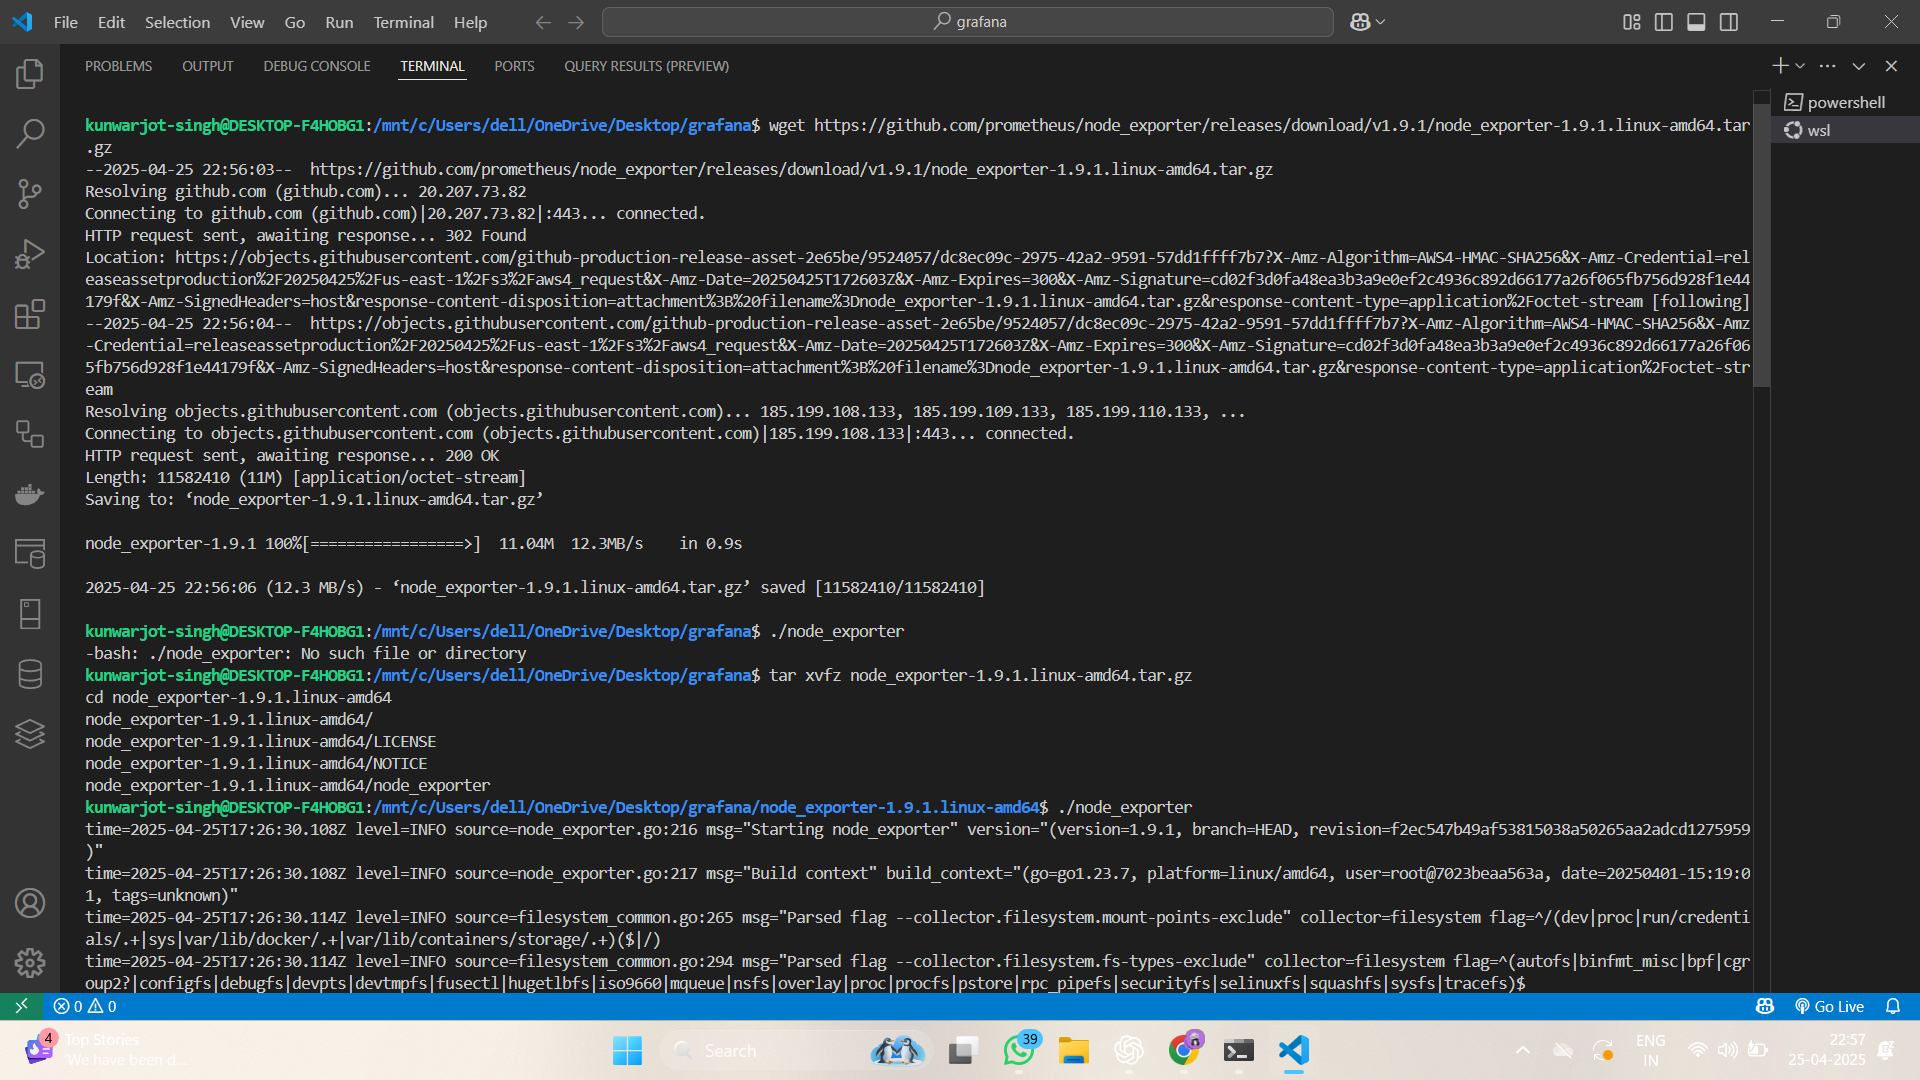 File Edit Selection View Go Run Terminal Help
grafana
PROBLEMS OUTPUT DEBUG CONSOLE TERMINAL PORTS QUERY RESULTS (PREVIEW)
powershell
wsl
kunwarjot-singh@DESKTOP-F4HOBG1:/mnt/c/Users/dell/OneDrive/Desktop/grafana$ wget https://github.com/prometheus/node_exporter/releases/download/v1.9.1/node_exporter-1.9.1.linux-amd64.tar
.gz
--2025-04-25 22:56:03--  https://github.com/prometheus/node_exporter/releases/download/v1.9.1/node_exporter-1.9.1.linux-amd64.tar.gz
Resolving github.com (github.com)... 20.207.73.82
Connecting to github.com (github.com)|20.207.73.82|:443... connected.
HTTP request sent, awaiting response... 302 Found
Location: https://objects.githubusercontent.com/github-production-release-asset-2e65be/9524057/dc8ec09c-2975-42a2-9591-57dd1ffff7b7?X-Amz-Algorithm=AWS4-HMAC-SHA256&X-Amz-Credential=rel
easeassetproduction%2F20250425%2Fus-east-1%2Fs3%2Faws4_request&X-Amz-Date=20250425T172603Z&X-Amz-Expires=300&X-Amz-Signature=cd02f3d0fa48ea3b3a9e0ef2c4936c892d66177a26f065fb756d928f1e44
179f&X-Amz-SignedHeaders=host&response-content-disposition=attachment%3B%20filename%3Dnode_exporter-1.9.1.linux-amd64.tar.gz&response-content-type=application%2Foctet-stream [following]
--2025-04-25 22:56:04--  https://objects.githubusercontent.com/github-production-release-asset-2e65be/9524057/dc8ec09c-2975-42a2-9591-57dd1ffff7b7?X-Amz-Algorithm=AWS4-HMAC-SHA256&X-Amz
-Credential=releaseassetproduction%2F20250425%2Fus-east-1%2Fs3%2Faws4_request&X-Amz-Date=20250425T172603Z&X-Amz-Expires=300&X-Amz-Signature=cd02f3d0fa48ea3b3a9e0ef2c4936c892d66177a26f06
5fb756d928f1e44179f&X-Amz-SignedHeaders=host&response-content-disposition=attachment%3B%20filename%3Dnode_exporter-1.9.1.linux-amd64.tar.gz&response-content-type=application%2Foctet-str
eam
Resolving objects.githubusercontent.com (objects.githubusercontent.com)... 185.199.108.133, 185.199.109.133, 185.199.110.133, ...
Connecting to objects.githubusercontent.com (objects.githubusercontent.com)|185.199.108.133|:443... connected.
HTTP request sent, awaiting response... 200 OK
Length: 11582410 (11M) [application/octet-stream]
Saving to: ‘node_exporter-1.9.1.linux-amd64.tar.gz’
node_exporter-1.9.1 100%[=================>]  11.04M  12.3MB/s    in 0.9s
2025-04-25 22:56:06 (12.3 MB/s) - ‘node_exporter-1.9.1.linux-amd64.tar.gz’ saved [11582410/11582410]
kunwarjot-singh@DESKTOP-F4HOBG1:/mnt/c/Users/dell/OneDrive/Desktop/grafana$ ./node_exporter
-bash: ./node_exporter: No such file or directory
kunwarjot-singh@DESKTOP-F4HOBG1:/mnt/c/Users/dell/OneDrive/Desktop/grafana$ tar xvfz node_exporter-1.9.1.linux-amd64.tar.gz
cd node_exporter-1.9.1.linux-amd64
node_exporter-1.9.1.linux-amd64/
node_exporter-1.9.1.linux-amd64/LICENSE
node_exporter-1.9.1.linux-amd64/NOTICE
node_exporter-1.9.1.linux-amd64/node_exporter
kunwarjot-singh@DESKTOP-F4HOBG1:/mnt/c/Users/dell/OneDrive/Desktop/grafana/node_exporter-1.9.1.linux-amd64$ ./node_exporter
time=2025-04-25T17:26:30.108Z level=INFO source=node_exporter.go:216 msg="Starting node_exporter" version="(version=1.9.1, branch=HEAD, revision=f2ec547b49af53815038a50265aa2adcd1275959
)"
time=2025-04-25T17:26:30.108Z level=INFO source=node_exporter.go:217 msg="Build context" build_context="(go=go1.23.7, platform=linux/amd64, user=root@7023beaa563a, date=20250401-15:19:0
1, tags=unknown)"
time=2025-04-25T17:26:30.114Z level=INFO source=filesystem_common.go:265 msg="Parsed flag --collector.filesystem.mount-points-exclude" collector=filesystem flag=^/(dev|proc|run/credenti
als/.+|sys|var/lib/docker/.+|var/lib/containers/storage/.+)($|/)
time=2025-04-25T17:26:30.114Z level=INFO source=filesystem_common.go:294 msg="Parsed flag --collector.filesystem.fs-types-exclude" collector=filesystem flag=^(autofs|binfmt_misc|bpf|cgr
oup2?|configfs|debugfs|devpts|devtmpfs|fusectl|hugetlbfs|iso9660|mqueue|nsfs|overlay|proc|procfs|pstore|rpc_pipefs|securityfs|selinuxfs|squashfs|sysfs|tracefs)$
0 0 Go Live
4 Top Stories
'We have been d...
Search
39
ENG
IN
22:57
25-04-2025